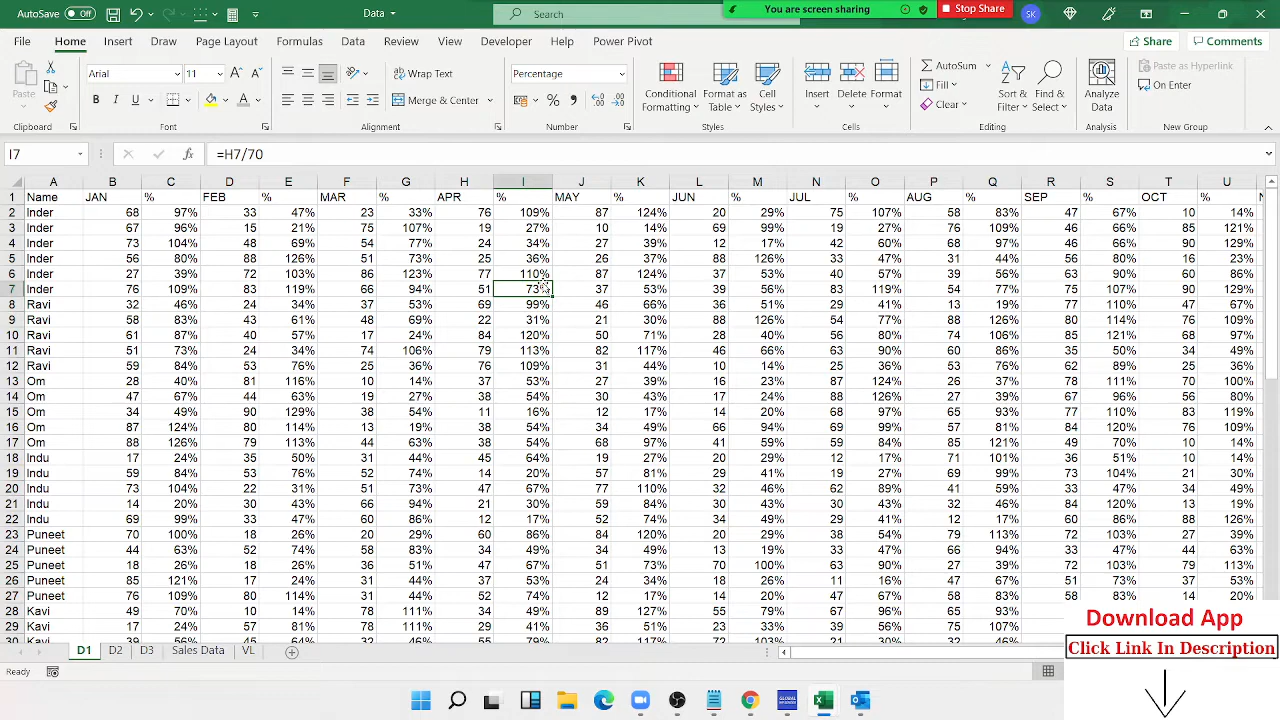 AutoSave Off Data Search You are screen sharing Stop Share SK
File Home Insert Draw Page Layout Formulas Data Review View Developer Help Power Pivot Share Comments
Paste Arial 11 Wrap Text Merge & Center Percentage Conditional Formatting Format as Table Cell Styles Insert Delete Format AutoSum Fill Clear Sort & Filter Find & Select Analyze Data Paste as Hyperlink On Enter
Clipboard Font Alignment Number Styles Cells Editing Analysis New Group
I7 =H7/70
A B C D E F G H I J K L M N O P Q R S T U
1 Name JAN % FEB % MAR % APR % MAY % JUN % JUL % AUG % SEP % OCT %
2 Inder 68 97% 33 47% 23 33% 76 109% 87 124% 20 29% 75 107% 58 83% 47 67% 10 14%
3 Inder 67 96% 15 21% 75 107% 19 27% 10 14% 69 99% 19 27% 76 109% 46 66% 85 121%
4 Inder 73 104% 48 69% 54 77% 24 34% 27 39% 12 17% 42 60% 68 97% 46 66% 90 129%
5 Inder 56 80% 88 126% 51 73% 25 36% 26 37% 88 126% 33 47% 31 44% 58 83% 85 121%
6 Inder 27 39% 72 103% 86 123% 77 110% 87 124% 37 53% 40 57% 39 56% 63 90% 60 86%
7 Inder 76 109% 83 119% 66 94% 51 73% 37 53% 39 56% 83 119% 54 77% 75 107% 90 129%
8 Ravi 32 46% 24 34% 37 53% 69 99% 46 66% 36 51% 29 41% 13 19% 77 110% 47 67%
9 Ravi 58 83% 43 61% 48 69% 22 31% 21 30% 88 126% 54 77% 88 126% 80 114% 76 109%
10 Ravi 61 87% 40 57% 17 24% 84 120% 50 71% 28 40% 56 80% 74 106% 85 121% 68 97%
11 Ravi 51 73% 24 34% 74 106% 79 113% 82 117% 46 66% 63 90% 60 86% 35 50% 34 49%
12 Ravi 59 84% 53 76% 25 36% 76 109% 31 44% 10 14% 25 36% 53 76% 62 89% 25 36%
13 Om 28 40% 81 116% 10 14% 37 53% 27 39% 16 23% 87 124% 26 37% 78 111% 70 100%
14 Om 47 67% 44 63% 19 27% 38 54% 30 43% 17 24% 88 126% 27 39% 67 96% 56 80%
15 Om 34 49% 90 129% 38 54% 11 16% 12 17% 14 20% 68 97% 65 93% 77 110% 83 119%
16 Om 87 124% 80 114% 13 19% 38 54% 34 49% 66 94% 69 99% 57 81% 84 120% 76 109%
17 Om 88 126% 79 113% 44 63% 38 54% 68 97% 41 59% 59 84% 85 121% 49 70% 10 14%
18 Indu 17 24% 35 50% 31 44% 45 64% 19 27% 20 29% 12 17% 71 101% 46 66% 10 14%
19 Indu 59 84% 53 76% 52 74% 14 20% 57 81% 29 41% 19 27% 69 99% 73 104% 21 30%
20 Indu 73 104% 22 31% 51 73% 47 67% 77 110% 32 46% 62 89% 41 59% 33 47% 34 49%
21 Indu 14 20% 30 43% 66 94% 21 30% 59 84% 30 43% 30 43% 32 46% 84 120% 13 19%
22 Indu 69 99% 33 47% 60 86% 12 17% 52 74% 34 49% 29 41% 12 17% 60 86% 88 126%
23 Puneet 70 100% 18 26% 20 29% 60 86% 84 120% 20 29% 38 54% 79 113% 72 103% 27 39%
24 Puneet 44 63% 52 74% 58 83% 34 49% 34 49% 13 19% 33 47% 66 94% 33 47% 44 63%
25 Puneet 18 26% 18 26% 36 51% 47 67% 51 73% 70 100% 63 90% 27 39% 72 103% 79 113%
26 Puneet 85 121% 17 24% 31 44% 37 53% 24 34% 18 26% 11 16% 47 67% 51 73% 37 53%
27 Puneet 76 109% 80 114% 31 44% 52 74% 12 17% 14 20% 47 67% 58 83% 58 83% 14 20%
28 Kavi 49 70% 10 14% 78 111% 34 49% 89 127% 55 79% 67 96% 65 93%
29 Kavi 17 24% 57 81% 78 111% 29 41% 36 51% 23 33% 39 56% 75 107%
30 Kavi 39 56% 45 64% 32 46% 55 79% 82 117% 72 103% 21 30% 32 46%
Download App
Click Link In Description
D1 D2 D3 Sales Data VL
Ready